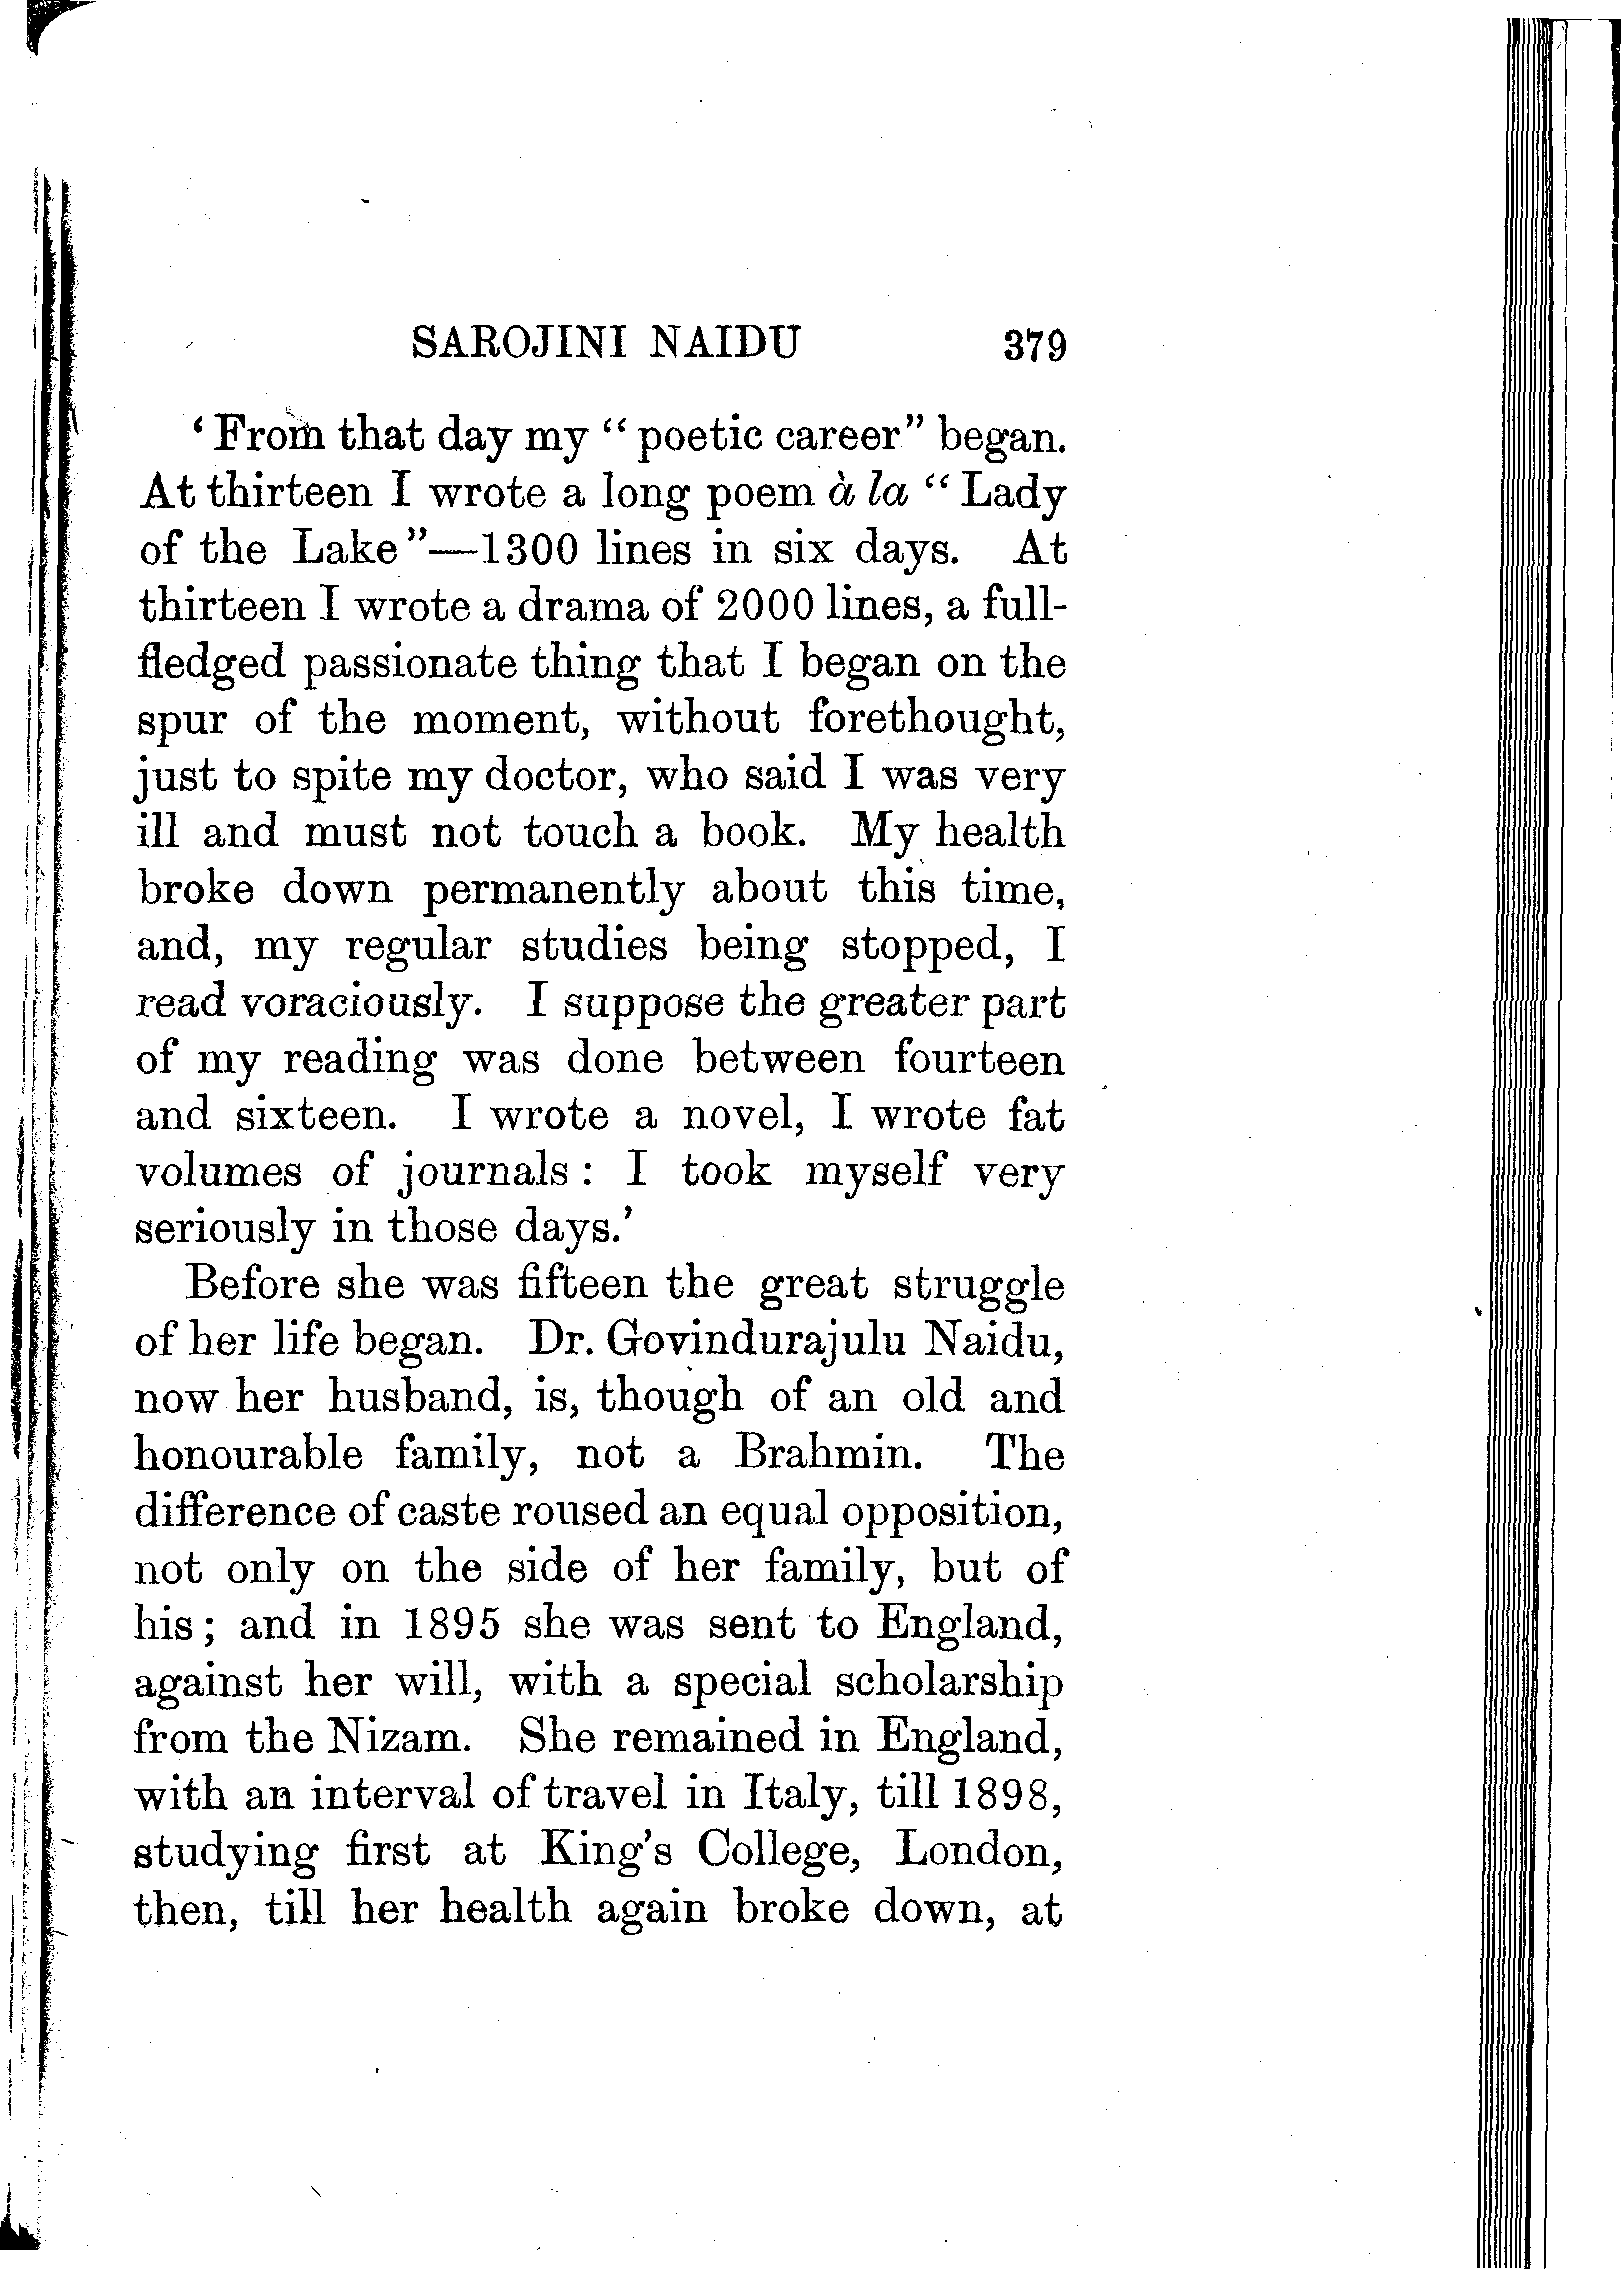 SAROJINI NAIDU 379
‘From that day my “poetic career” began.
At thirteen I wrote a long poem à la “Lady
of the Lake”—1300 lines in six days. At
thirteen I wrote a drama of 2000 lines, a full-
fledged passionate thing that I began on the
spur of the moment, without forethought,
just to spite my doctor, who said I was very
ill and must not touch a book. My health
broke down permanently about this time,
and, my regular studies being stopped, I
read voraciously. I suppose the greater part
of my reading was done between fourteen
and sixteen. I wrote a novel, I wrote fat
volumes of journals: I took myself very
seriously in those days.’
Before she was fifteen the great struggle
of her life began. Dr. Govindurajulu Naidu,
now her husband, is, though of an old and
honourable family, not a Brahmin. The
difference of caste roused an equal opposition,
not only on the side of her family, but of
his; and in 1895 she was sent to England,
against her will, with a special scholarship
from the Nizam. She remained in England,
with an interval of travel in Italy, till 1898,
studying first at King’s College, London,
then, till her health again broke down, at